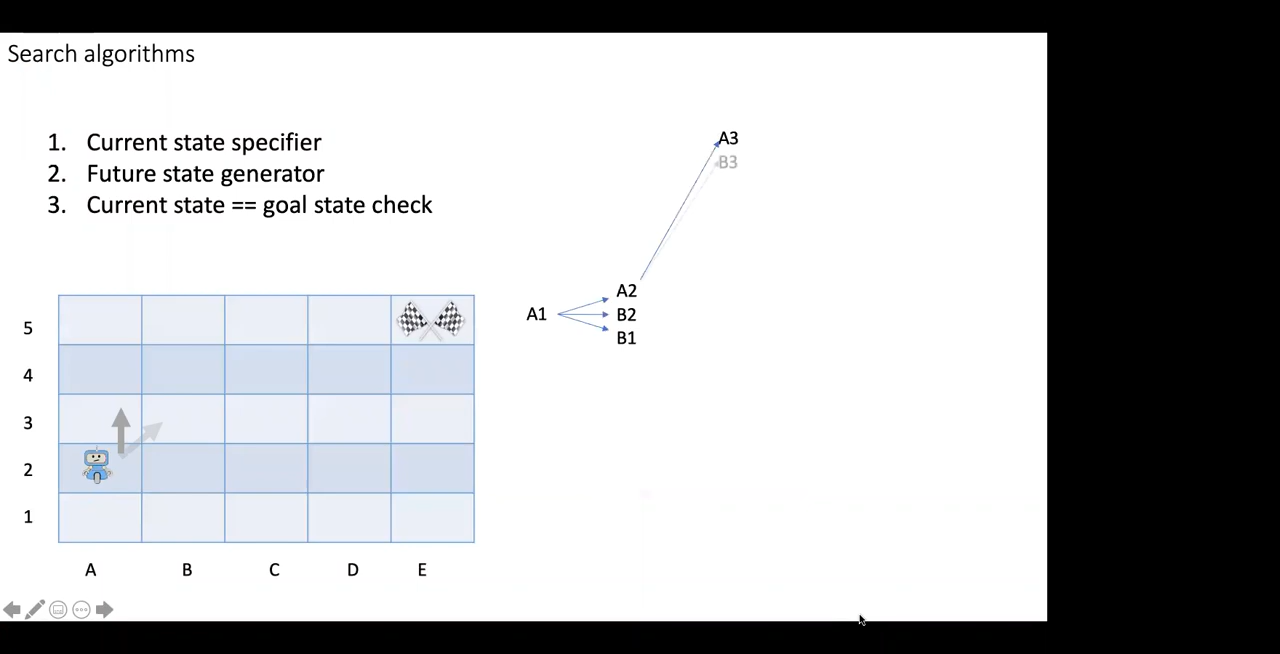 Search algorithms
1. Current state specifier
2. Future state generator
3. Current state == goal state check
A3
B3
A2
A1
B2
B1
5
4
3
2
1
A B C D E